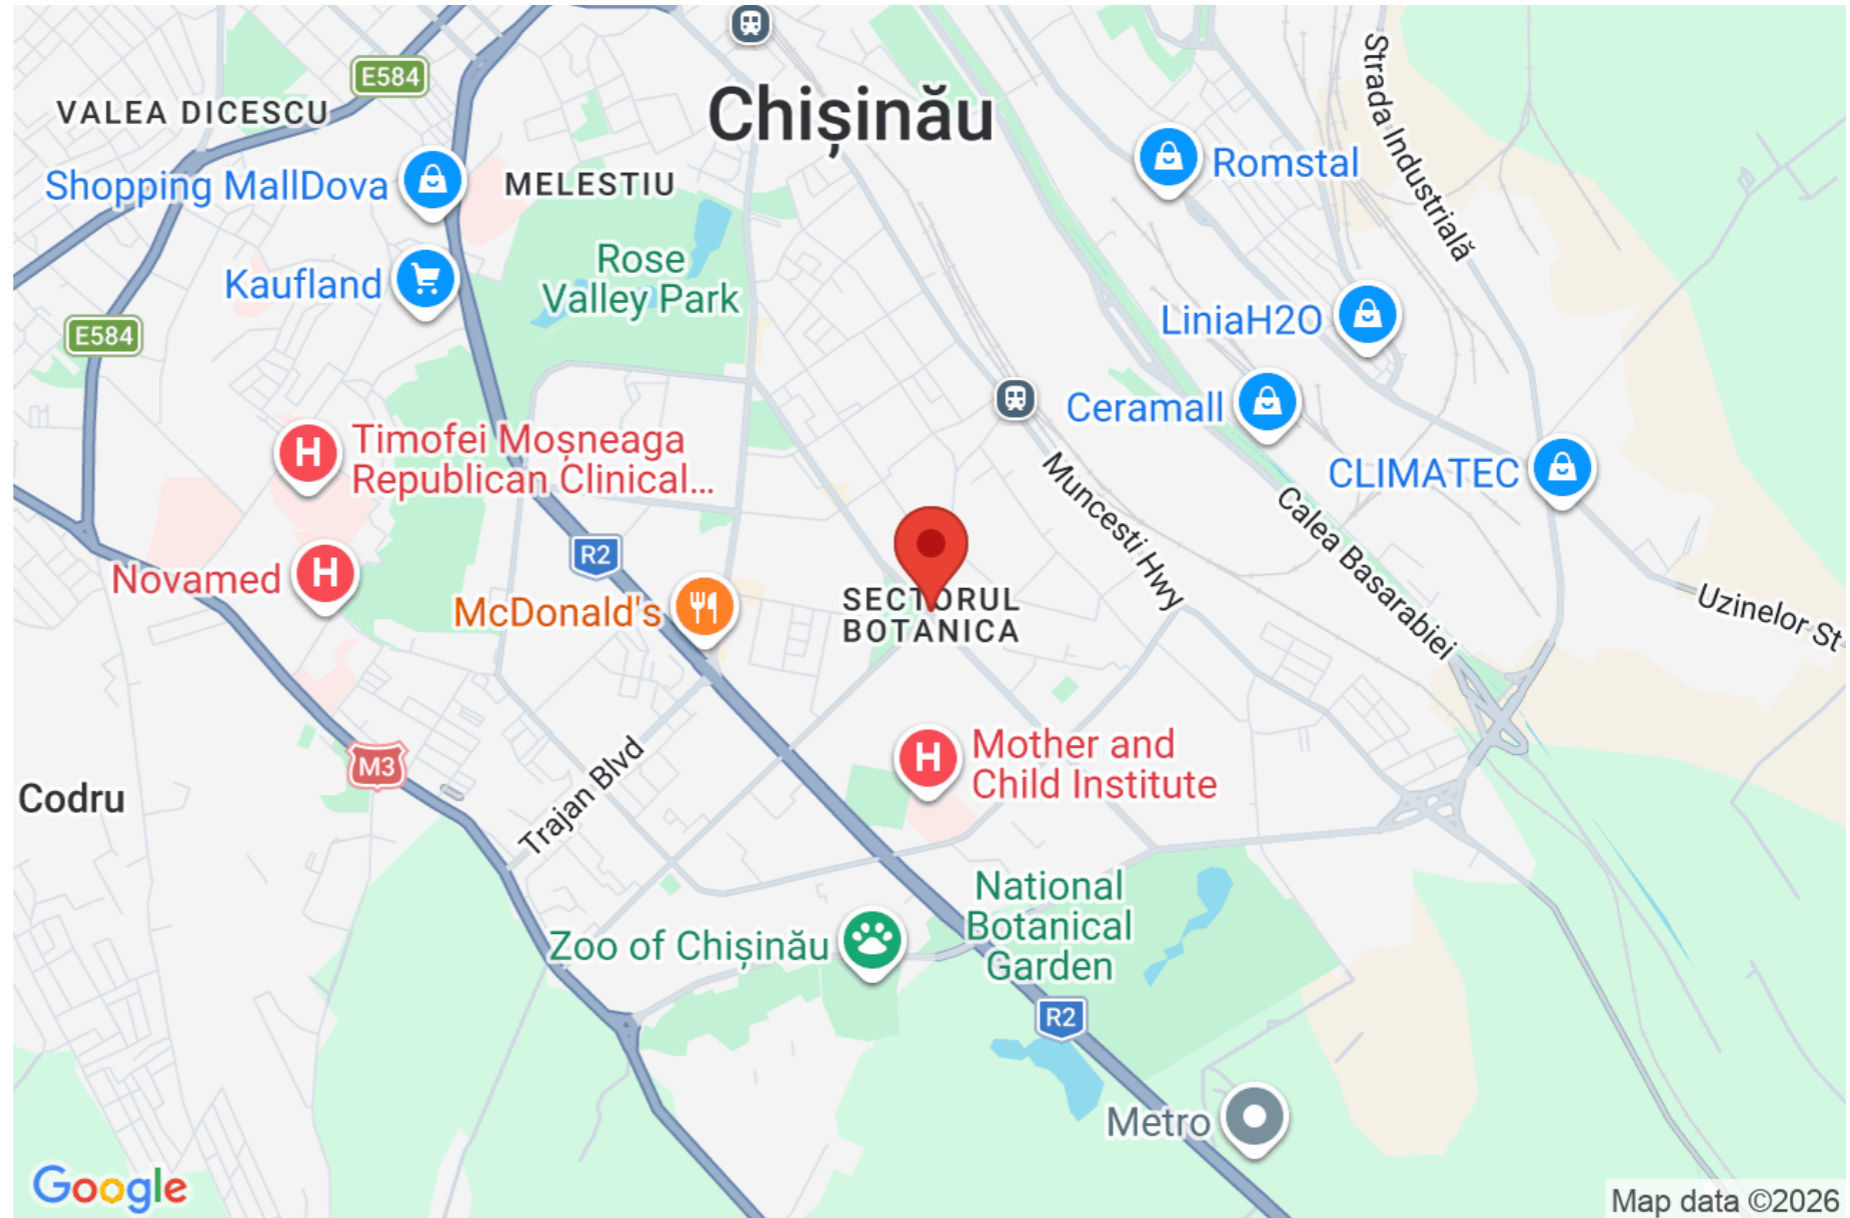 E584
VALEA DICESCU
Chișinău
Strada Industrială
Shopping MallDova
MELESTIU
Romstal
Rose
Valley Park
Kaufland
E584
LiniaH2O
Ceramall
Timofei Moșneaga
Republican Clinical...
CLIMATEC
Muncesti Hwy
Calea Basarabiei
R2
Novamed
McDonald's
SECTORUL
BOTANICA
Uzinelor St
Mother and
Child Institute
M3
Codru
Trajan Blvd
National
Botanical
Garden
Zoo of Chișinău
R2
Metro
Google
Map data ©2026